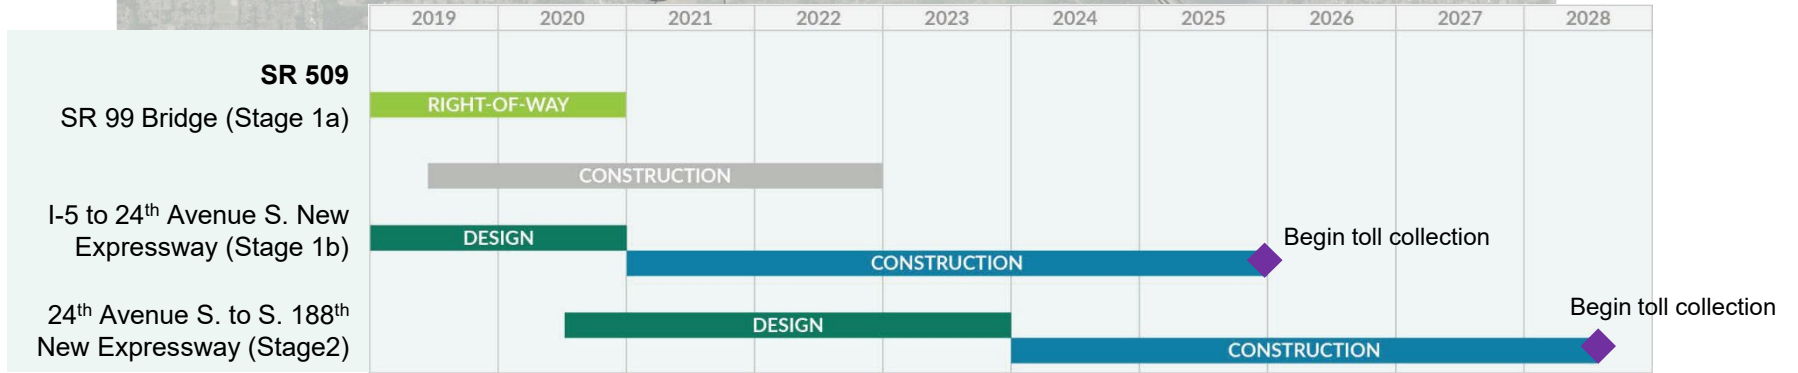 2019 2020 2021 2022 2023 2024 2025 2026 2027 2028
SR 509
RIGHT-OF-WAY
SR 99 Bridge (Stage 1a)
CONSTRUCTION
I-5 to 24th Avenue S. New
Expressway (Stage 1b)
DESIGN
CONSTRUCTION
Begin toll collection
24th Avenue S. to S. 188th
New Expressway (Stage2)
DESIGN
CONSTRUCTION
Begin toll collection